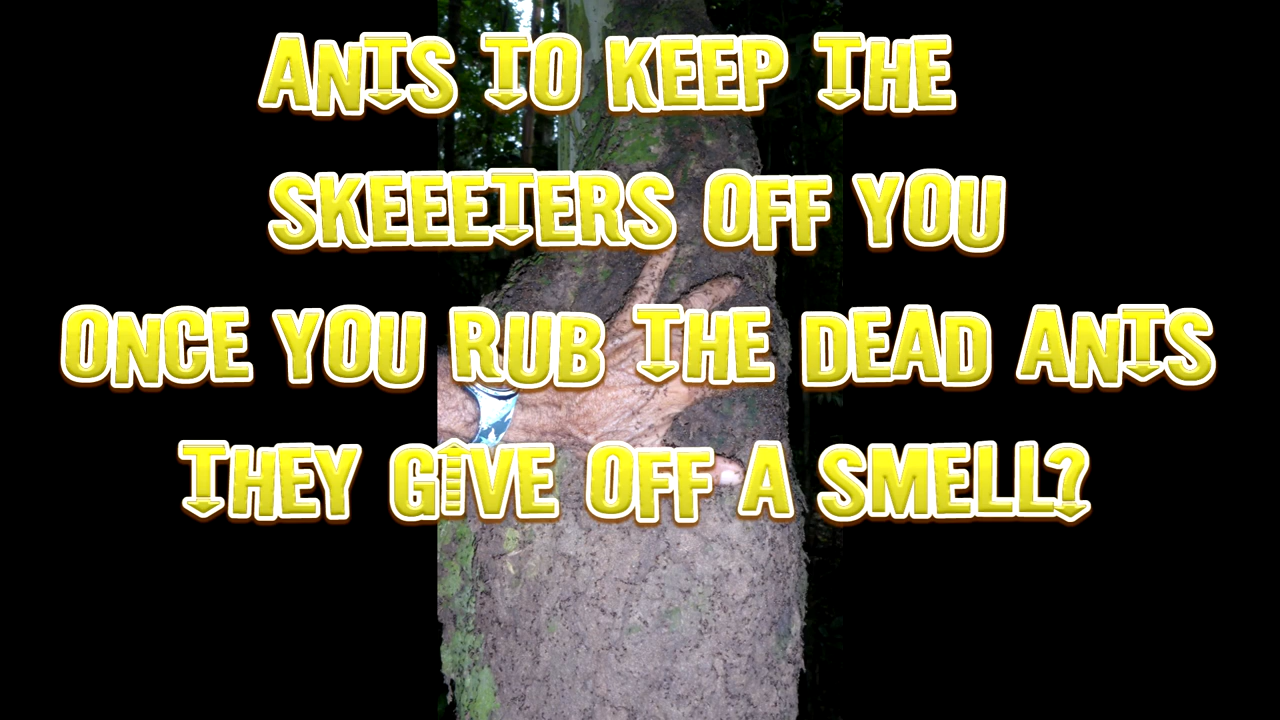 ANTS TO KEEP THE
SKEEETERS OFF YOU
ONCE YOU RUB THE DEAD ANTS
THEY GIVE OFF A SMELL?